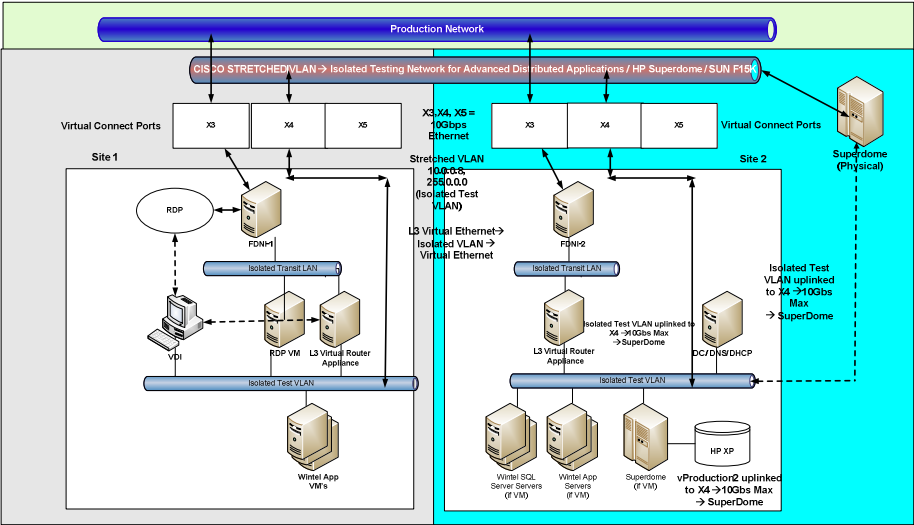 Production Network
CISCO STRETCHEDVLAN→ Isolated Testing Network for Advanced Distributed Applications / HP Superdome / SUN F15K
X3
X4
X5
Virtual Connect Ports
X3,X4, X5 =
10Gbps
Ethernet
X3
X4
X5
Virtual Connect Ports
Superdome
(Physical)
Site 1
Stretched VLAN
10.0.0.8,
255.0.0.0
(Isolated Test
VLAN)
Site 2
RDP
FDNI-1
L3 Virtual Ethernet→
Isolated VLAN →
Virtual Ethernet
FDNI-2
Isolated Transit LAN
Isolated Transit LAN
Isolated Test
VLAN uplinked
to X4 →10Gbs
Max
→ SuperDome
VDI
RDP VM
L3 Virtual Router
Appliance
L3 Virtual Router
Appliance
Isolated Test VLAN uplinked to
X4 →10Gbs Max
→SuperDome
DC/DNS/DHCP
Isolated Test VLAN
Isolated Test VLAN
Wintel App
VM's
Wintel SQL
Server Servers
(if VM)
Wintel App
Servers
(if VM)
Superdome
(if VM)
HP XP
vProduction2 uplinked
to X4 →10Gbs Max
→ SuperDome